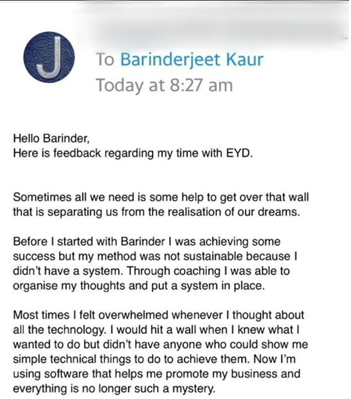 J
To Barinderjeet Kaur
Today at 8:27 am
Hello Barinder,
Here is feedback regarding my time with EYD.
Sometimes all we need is some help to get over that wall
that is separating us from the realisation of our dreams.
Before I started with Barinder I was achieving some
success but my method was not sustainable because I
didn't have a system. Through coaching I was able to
organise my thoughts and put a system in place.
Most times I felt overwhelmed whenever I thought about
all the technology. I would hit a wall when I knew what I
wanted to do but didn't have anyone who could show me
simple technical things to do to achieve them. Now I'm
using software that helps me promote my business and
everything is no longer such a mystery.